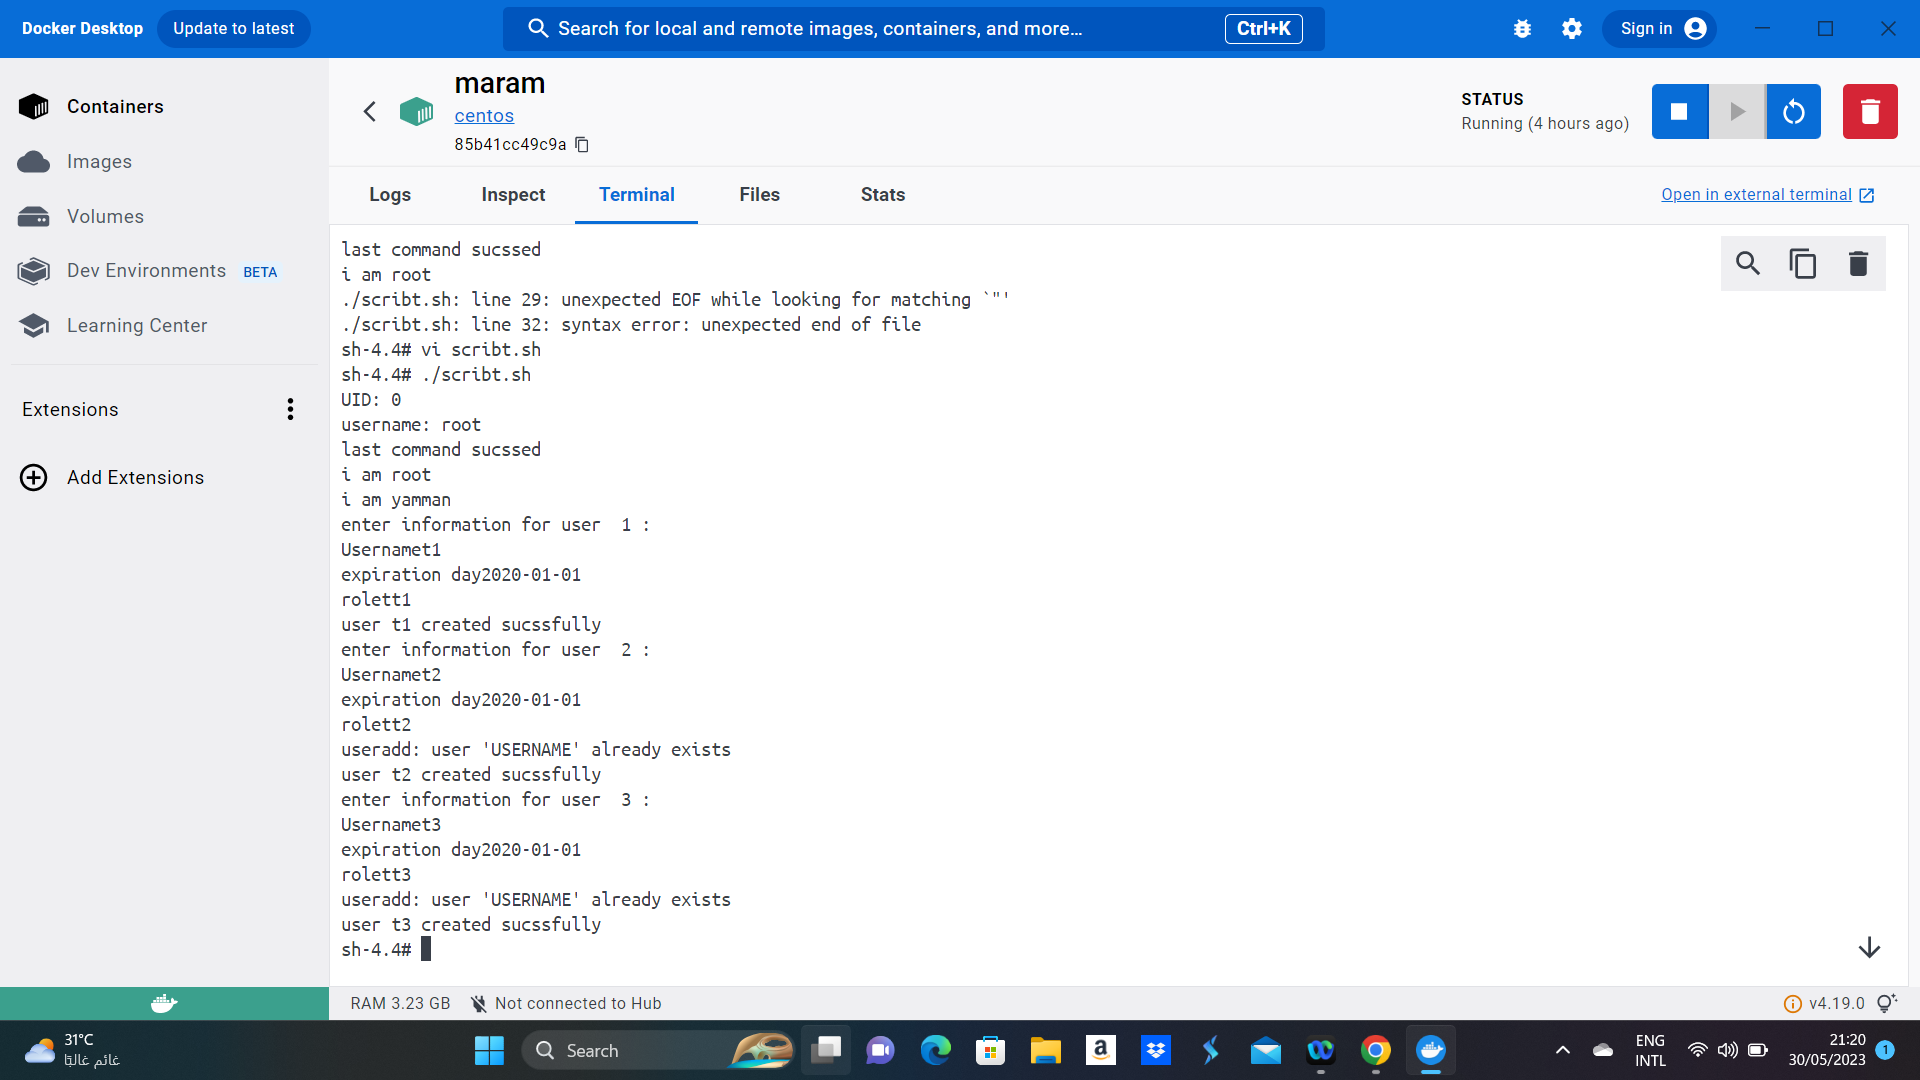 Docker Desktop
Update to latest
Search for local and remote images, containers, and more...
Ctrl+K
Sign in
Containers
Images
Volumes
Dev Environments BETA
Learning Center
Extensions
Add Extensions
maram
centos
85b41cc49c9a
STATUS
Running (4 hours ago)
Logs
Inspect
Terminal
Files
Stats
Open in external terminal
last command sucssed
i am root
./scribt.sh: line 29: unexpected EOF while looking for matching `"'
./scribt.sh: line 32: syntax error: unexpected end of file
sh-4.4# vi scribt.sh
sh-4.4# ./scribt.sh
UID: 0
username: root
last command sucssed
i am root
i am yamman
enter information for user  1 :
Usernamet1
expiration day2020-01-01
rolett1
user t1 created sucssfully
enter information for user  2 :
Usernamet2
expiration day2020-01-01
rolett2
useradd: user 'USERNAME' already exists
user t2 created sucssfully
enter information for user  3 :
Usernamet3
expiration day2020-01-01
rolett3
useradd: user 'USERNAME' already exists
user t3 created sucssfully
sh-4.4#
RAM 3.23 GB
Not connected to Hub
v4.19.0
31°C
غائم غالبًا
Search
a
ENG
INTL
21:20
30/05/2023
1